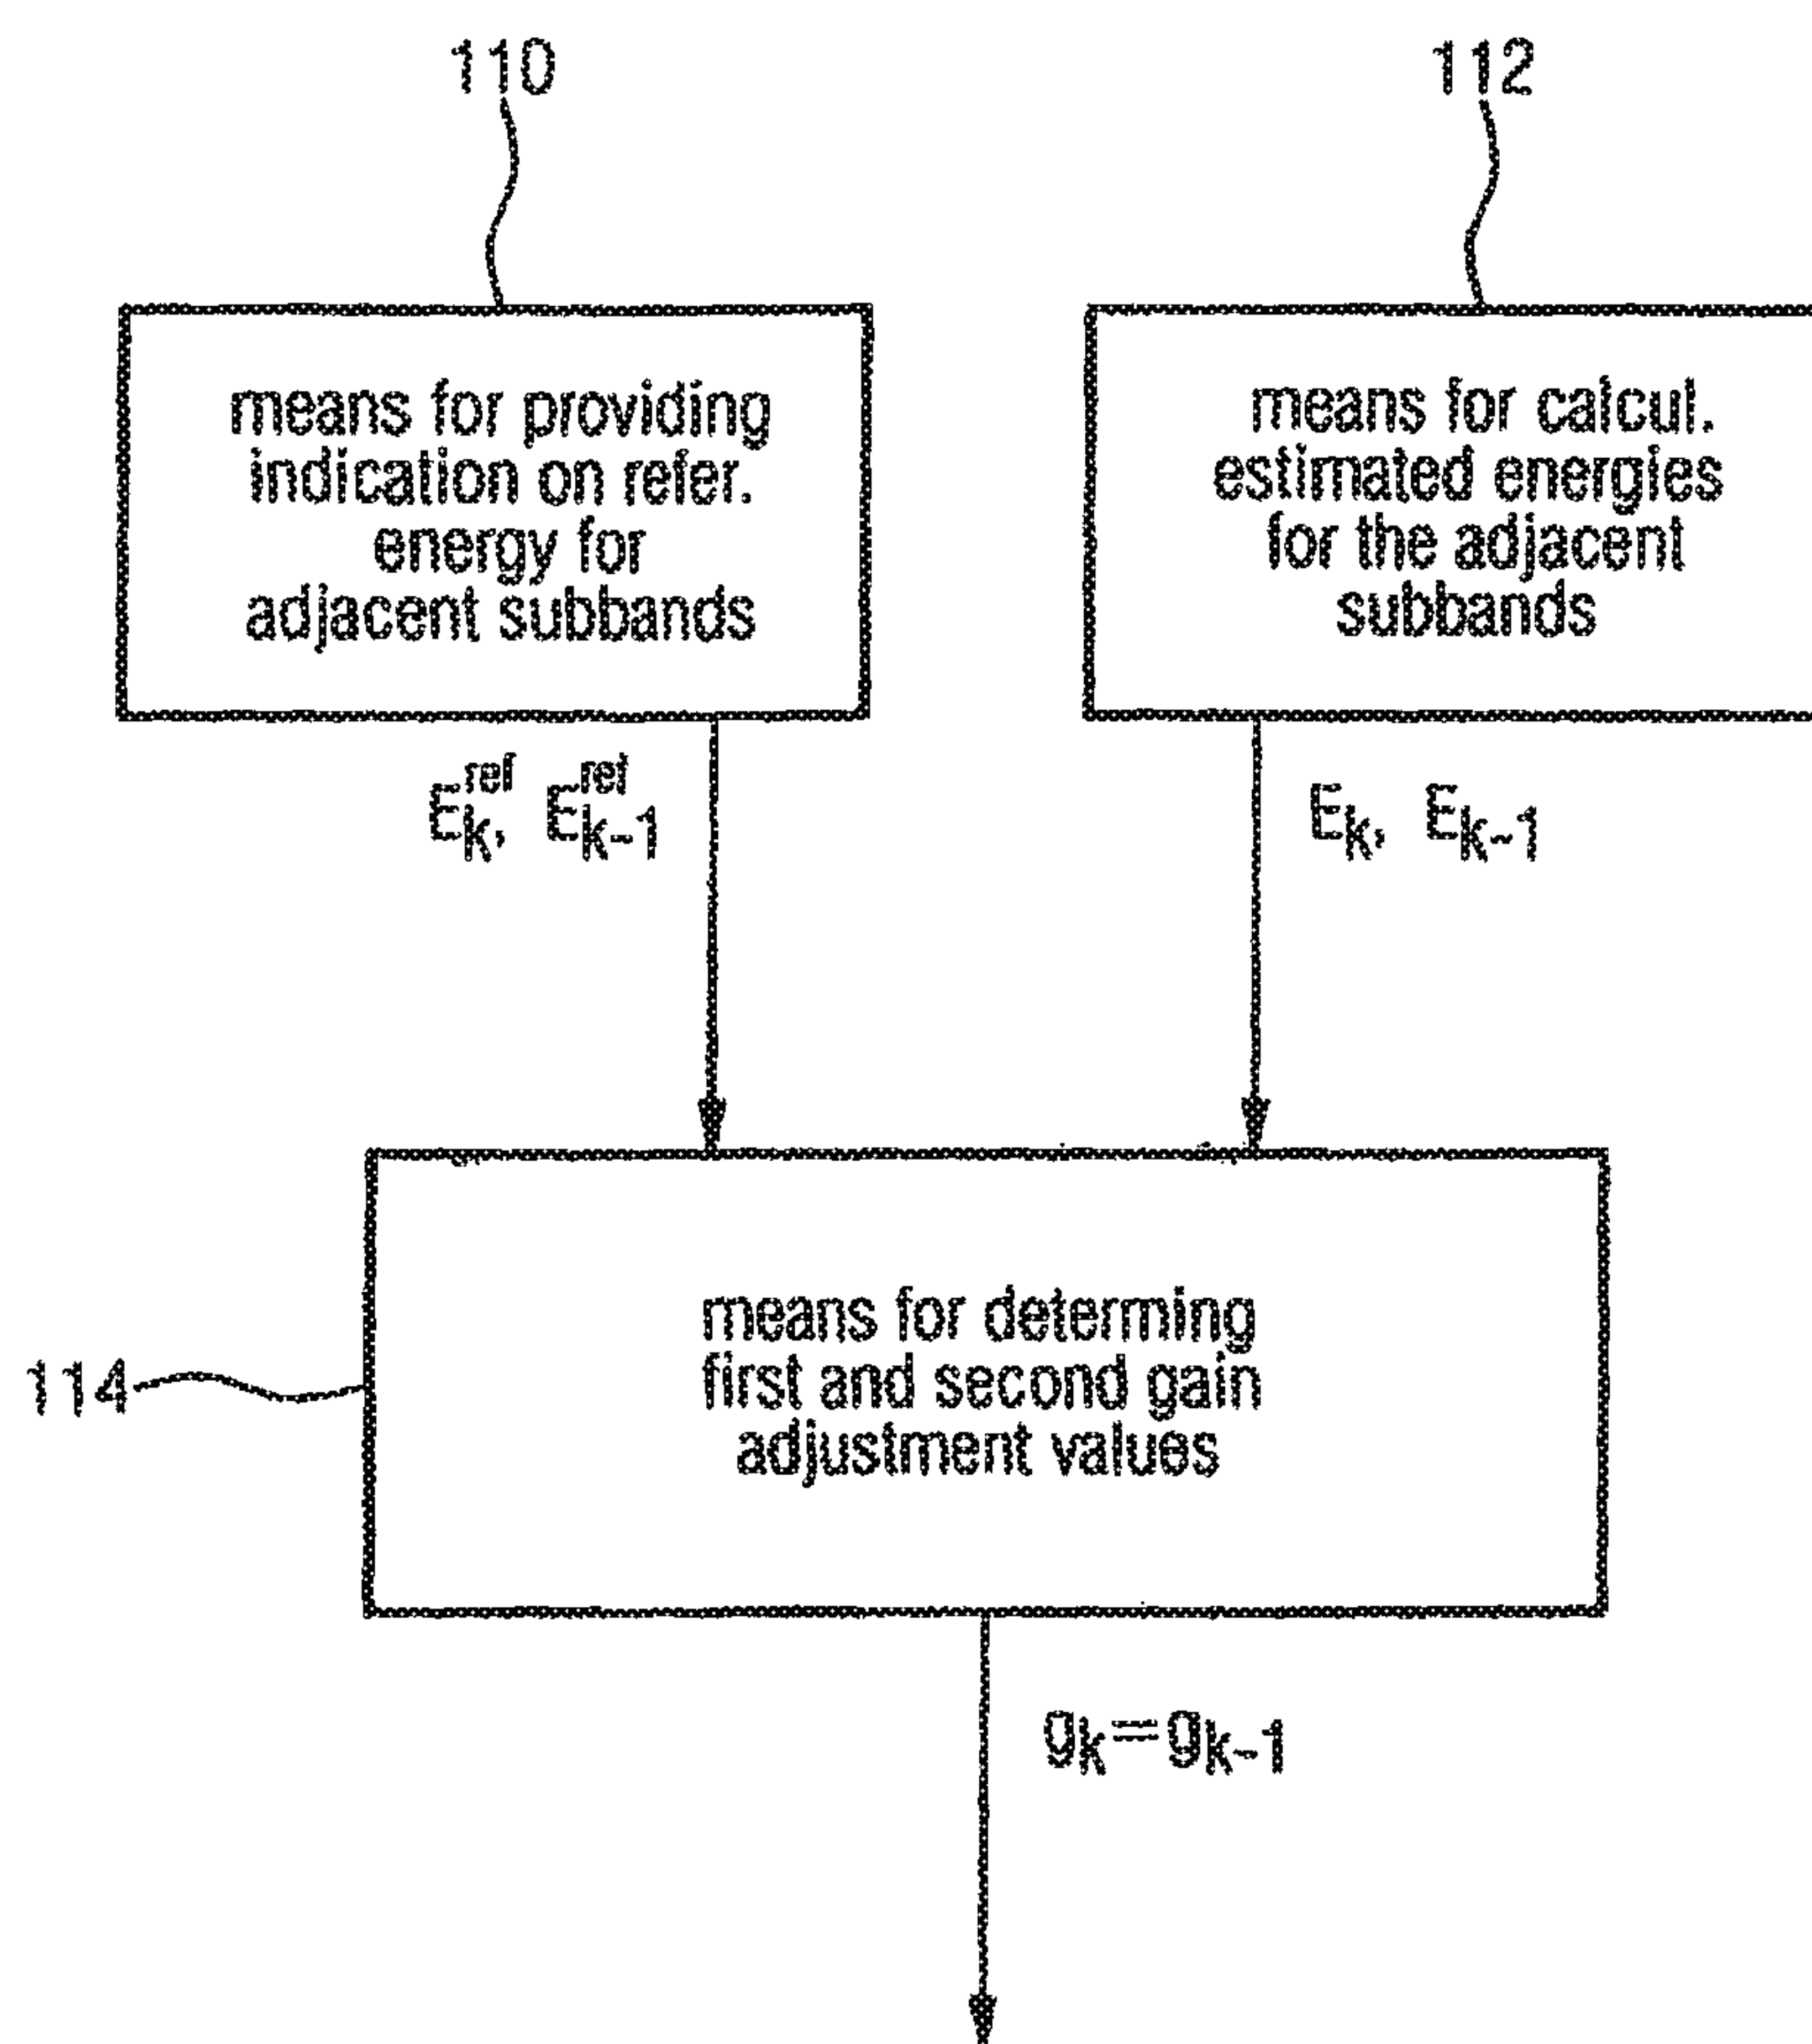 110
112
means for providing
indication on refer.
energy for
adjacent subbands
means for calcul.
estimated energies
for the adjacent
subbands
E_k^ref, E_k-1^ref
E_k, E_k-1
114
means for determing
first and second gain
adjustment values
g_k=g_k-1